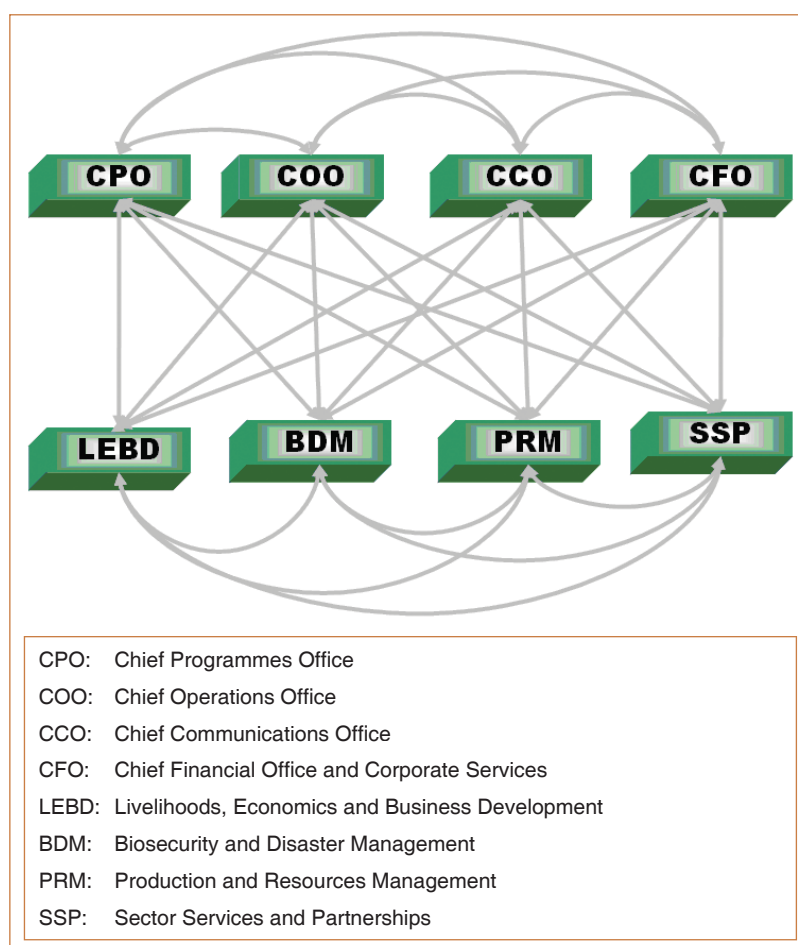 CPO COO CCO CFO
LEBD BDM PRM SSP
CPO: Chief Programmes Office
COO: Chief Operations Office
CCO: Chief Communications Office
CFO: Chief Financial Office and Corporate Services
LEBD: Livelihoods, Economics and Business Development
BDM: Biosecurity and Disaster Management
PRM: Production and Resources Management
SSP: Sector Services and Partnerships